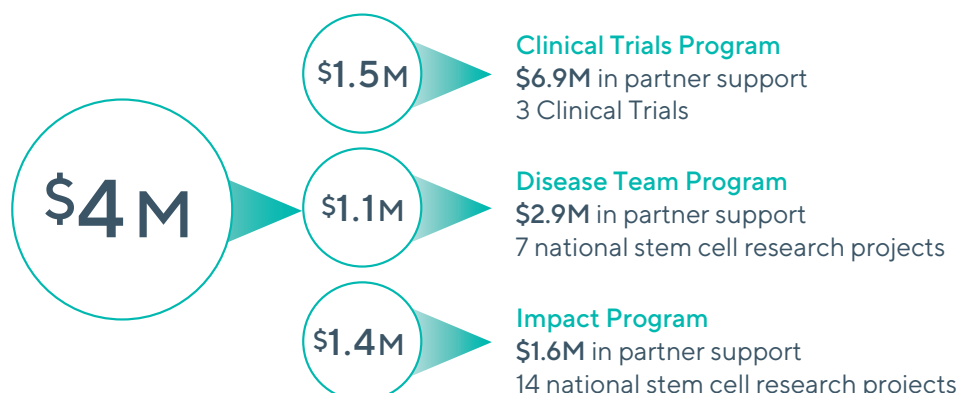 $4M
$1.5M
Clinical Trials Program
$6.9M in partner support
3 Clinical Trials
$1.1M
Disease Team Program
$2.9M in partner support
7 national stem cell research projects
$1.4M
Impact Program
$1.6M in partner support
14 national stem cell research projects